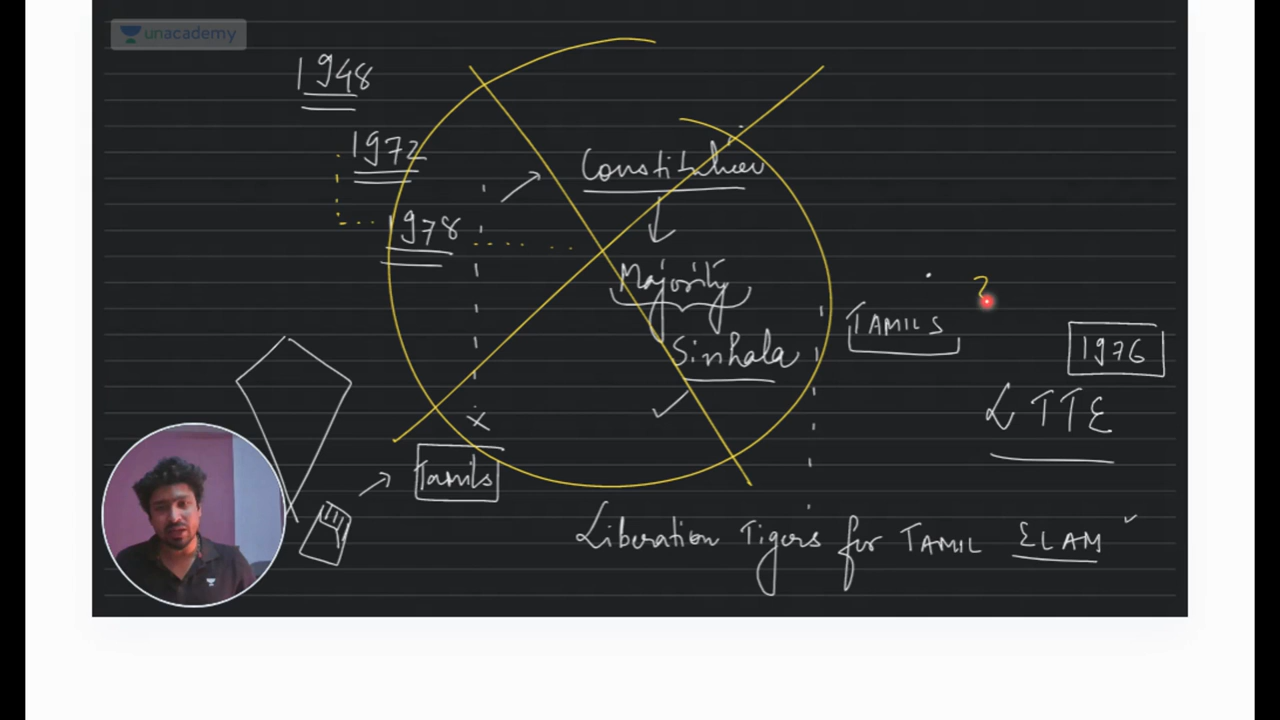 unacademy
1948
1972
1978
Constitution
Majority
Sinhala
TAMILS
?
1976
LTTE
Tamils
Liberation Tigers for TAMIL ELAM